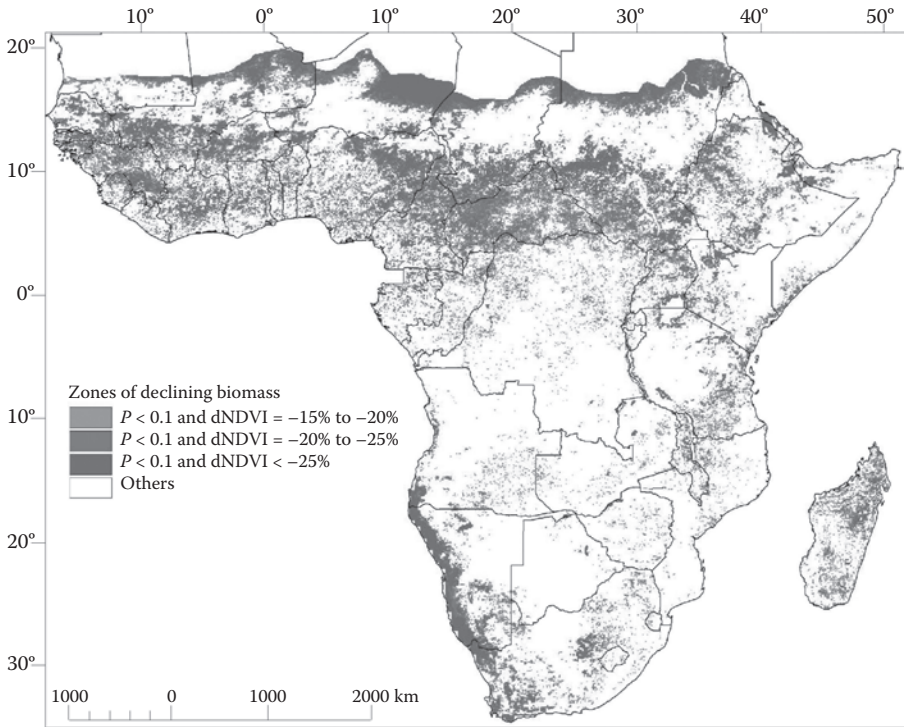 10° 0° 10° 20° 30° 40° 50°
20°
10°
0°
10°
20°
30°
Zones of declining biomass
P < 0.1 and dNDVI = −15% to −20%
P < 0.1 and dNDVI = −20% to −25%
P < 0.1 and dNDVI < −25%
Others
1000 0 1000 2000 km